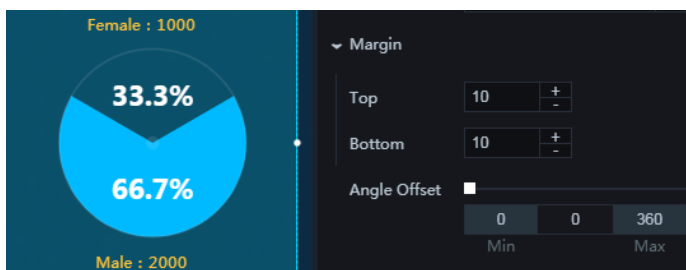 Female : 1000
33.3%
66.7%
Male : 2000
Margin
Top 10 + -
Bottom 10 + -
Angle Offset
0 0 360
Min Max